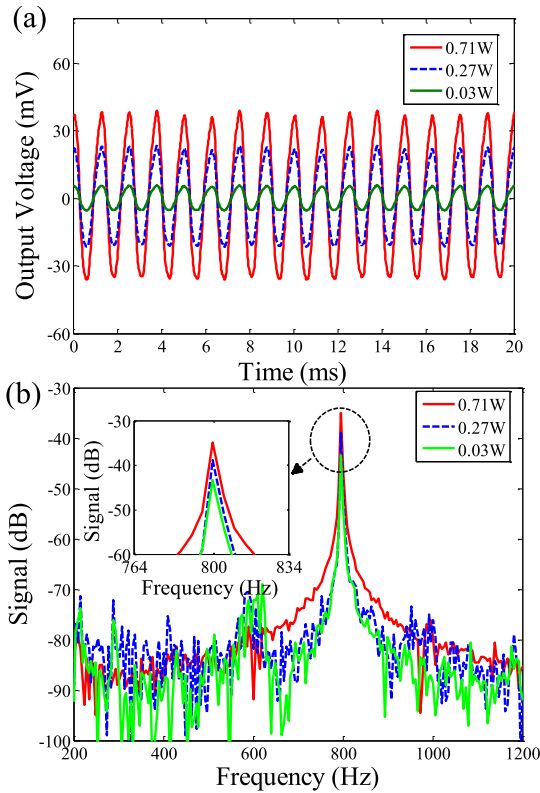 (a)
Output Voltage (mV)
60
30
0
-30
-60
0.71W
0.27W
0.03W
0 2 4 6 8 10 12 14 16 18 20
Time (ms)
(b)
Signal (dB)
-30
-40
-50
-60
-70
-80
-90
-100
0.71W
0.27W
0.03W
Signal (dB)
-30
-40
-50
-60
764 800 834
Frequency (Hz)
200 400 600 800 1000 1200
Frequency (Hz)